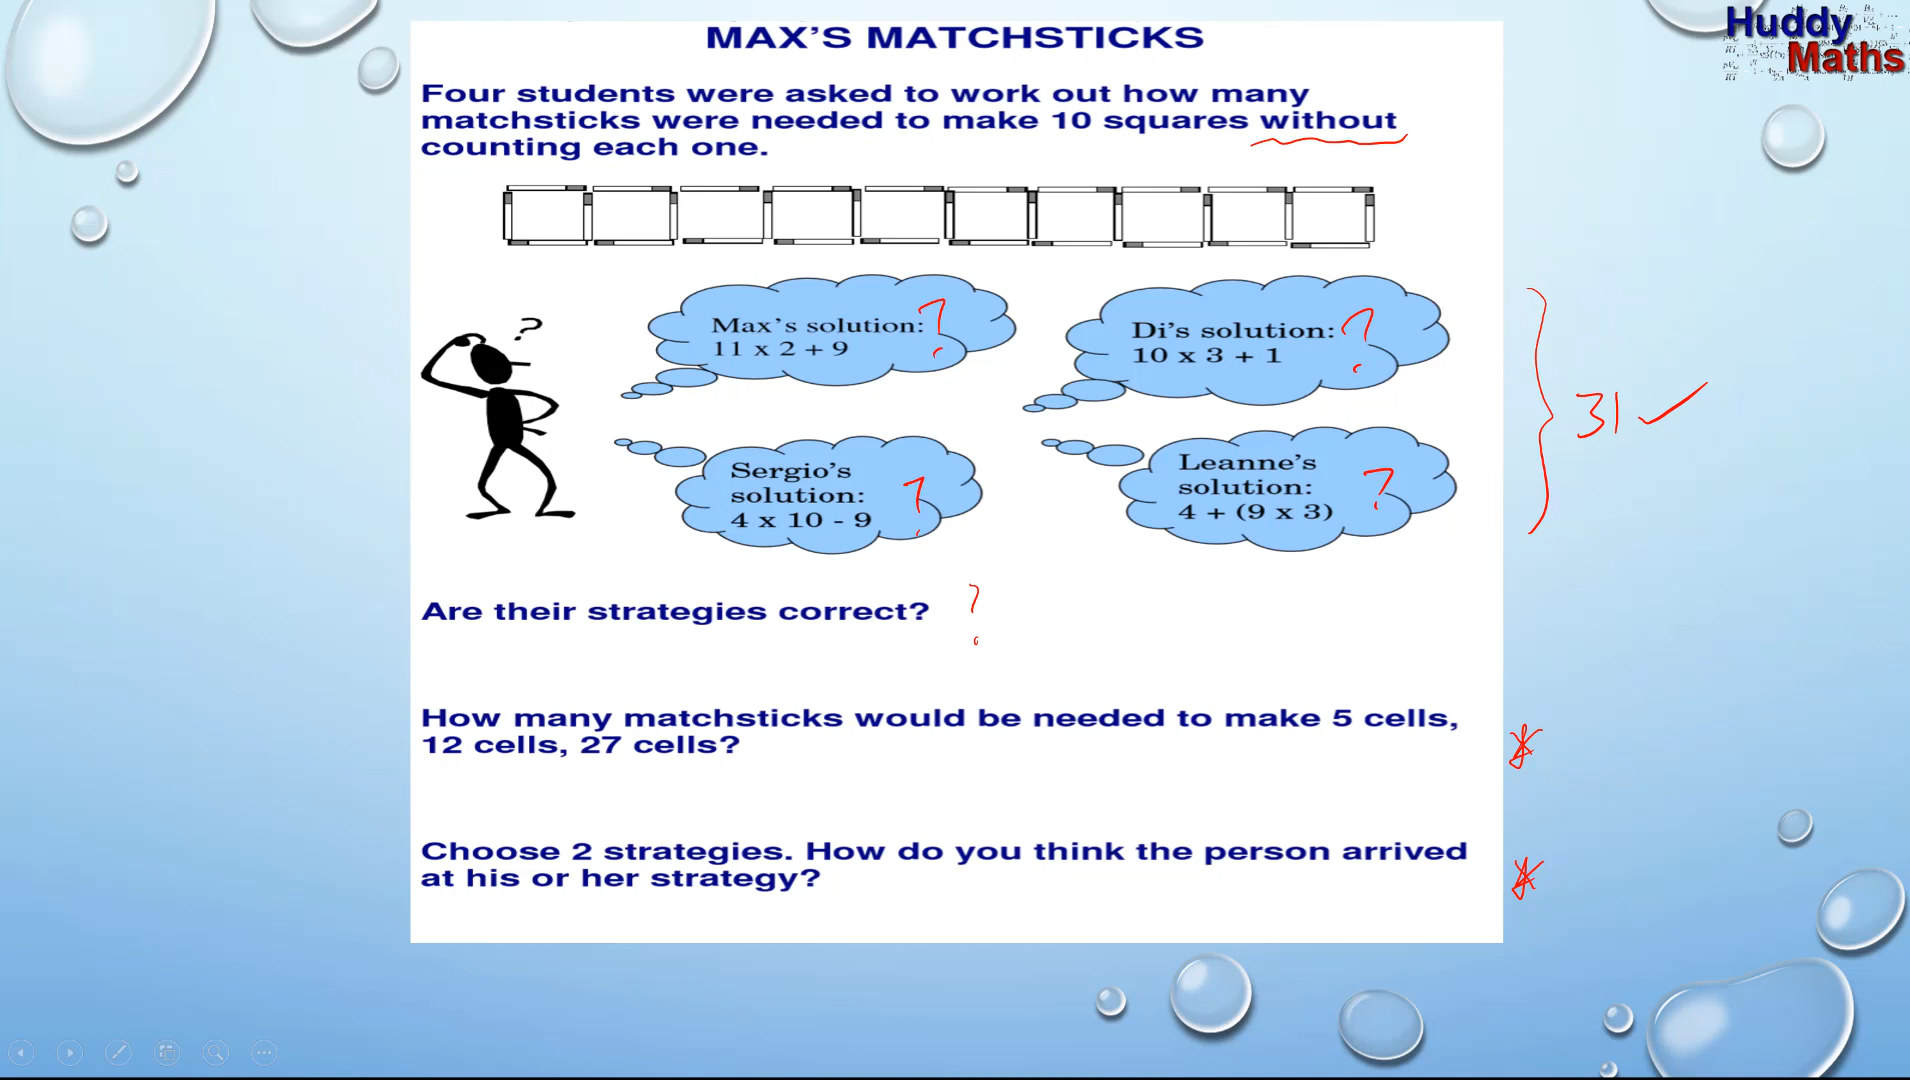 Huddy
Maths
MAX'S MATCHSTICKS
Four students were asked to work out how many
matchsticks were needed to make 10 squares without
counting each one.
?
Max's solution: ?
11 x 2 + 9
Di's solution: ?
10 x 3 + 1
Sergio's
solution: ?
4 x 10 - 9
Leanne's
solution: ?
4 + (9 x 3)
31 ✓
Are their strategies correct? ?
How many matchsticks would be needed to make 5 cells,
12 cells, 27 cells? *
Choose 2 strategies. How do you think the person arrived
at his or her strategy? *